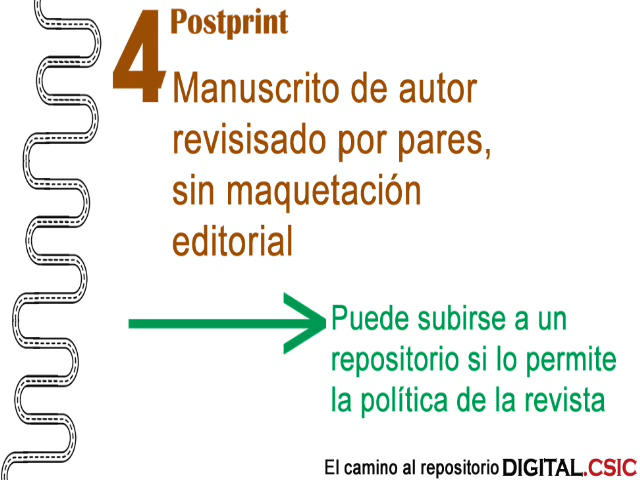 4 Postprint
Manuscrito de autor
revisisado por pares,
sin maquetación
editorial
Puede subirse a un
repositorio si lo permite
la política de la revista
El camino al repositorio DIGITAL.CSIC